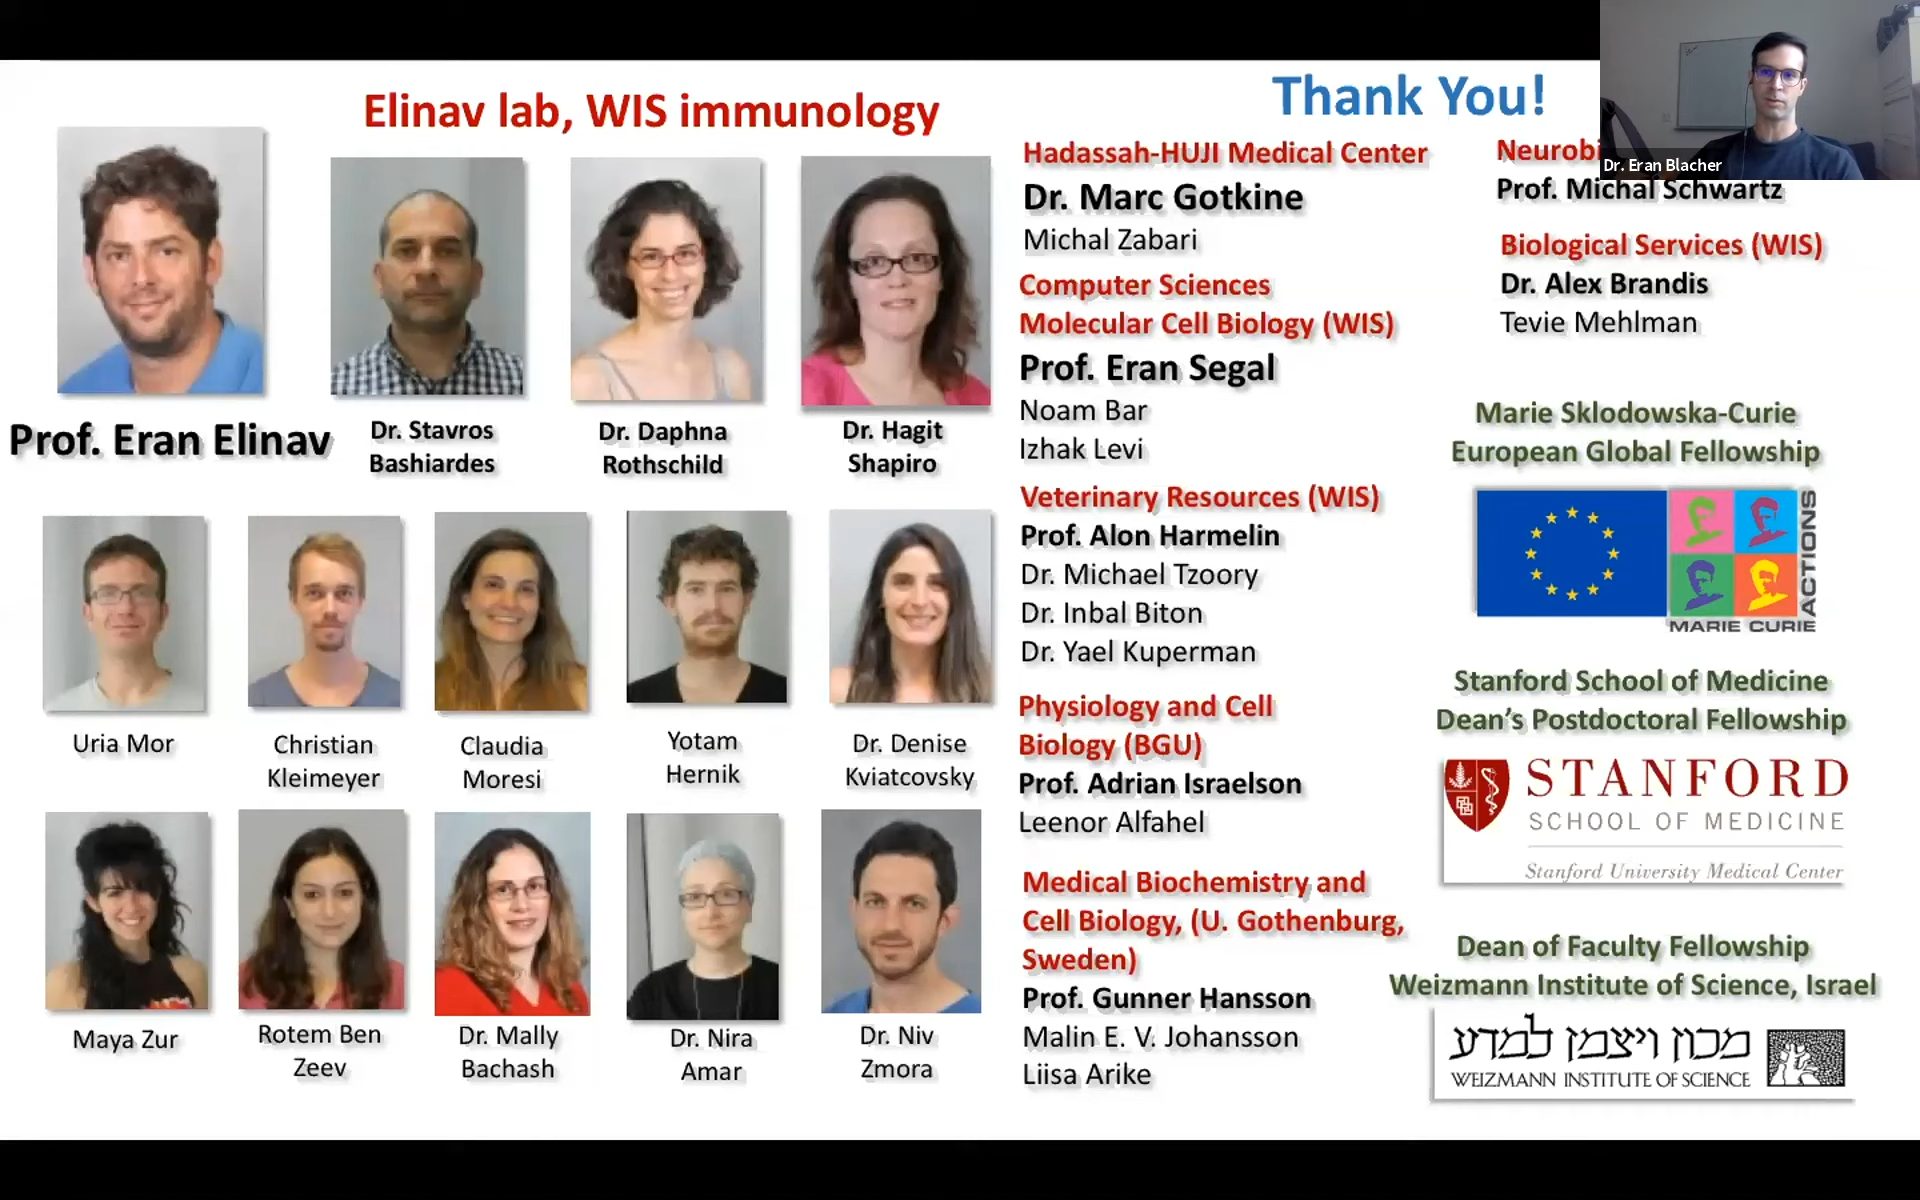 Elinav lab, WIS immunology
Prof. Eran Elinav
Dr. Stavros
Bashiardes
Dr. Daphna
Rothschild
Dr. Hagit
Shapiro
Uria Mor
Christian
Kleimeyer
Claudia
Moresi
Yotam
Hernik
Dr. Denise
Kviatcovsky
Maya Zur
Rotem Ben
Zeev
Dr. Mally
Bachash
Dr. Nira
Amar
Dr. Niv
Zmora
Thank You!
Hadassah-HUJI Medical Center
Dr. Marc Gotkine
Michal Zabari
Computer Sciences
Molecular Cell Biology (WIS)
Prof. Eran Segal
Noam Bar
Izhak Levi
Veterinary Resources (WIS)
Prof. Alon Harmelin
Dr. Michael Tzoory
Dr. Inbal Biton
Dr. Yael Kuperman
Physiology and Cell
Biology (BGU)
Prof. Adrian Israelson
Leenor Alfahel
Medical Biochemistry and
Cell Biology, (U. Gothenburg,
Sweden)
Prof. Gunner Hansson
Malin E. V. Johansson
Liisa Arike
Dr. Eran Blacher
Prof. Michal Schwartz
Biological Services (WIS)
Dr. Alex Brandis
Tevie Mehlman
Marie Sklodowska-Curie
European Global Fellowship
MARIE CURIE
ACTIONS
Stanford School of Medicine
Dean’s Postdoctoral Fellowship
STANFORD
SCHOOL OF MEDICINE
Stanford University Medical Center
Dean of Faculty Fellowship
Weizmann Institute of Science, Israel
מכון ויצמן למדע
WEIZMANN INSTITUTE OF SCIENCE